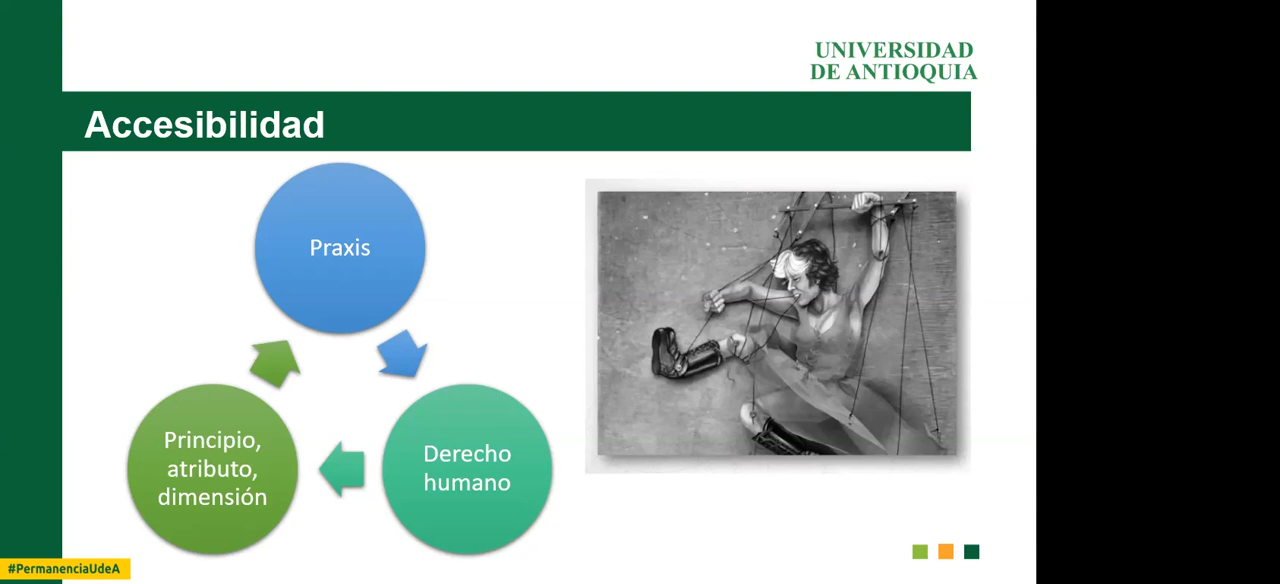 UNIVERSIDAD
DE ANTIOQUIA
Accesibilidad
Praxis
Derecho
humano
Principio,
atributo,
dimensión
#PermanenciaUdeA